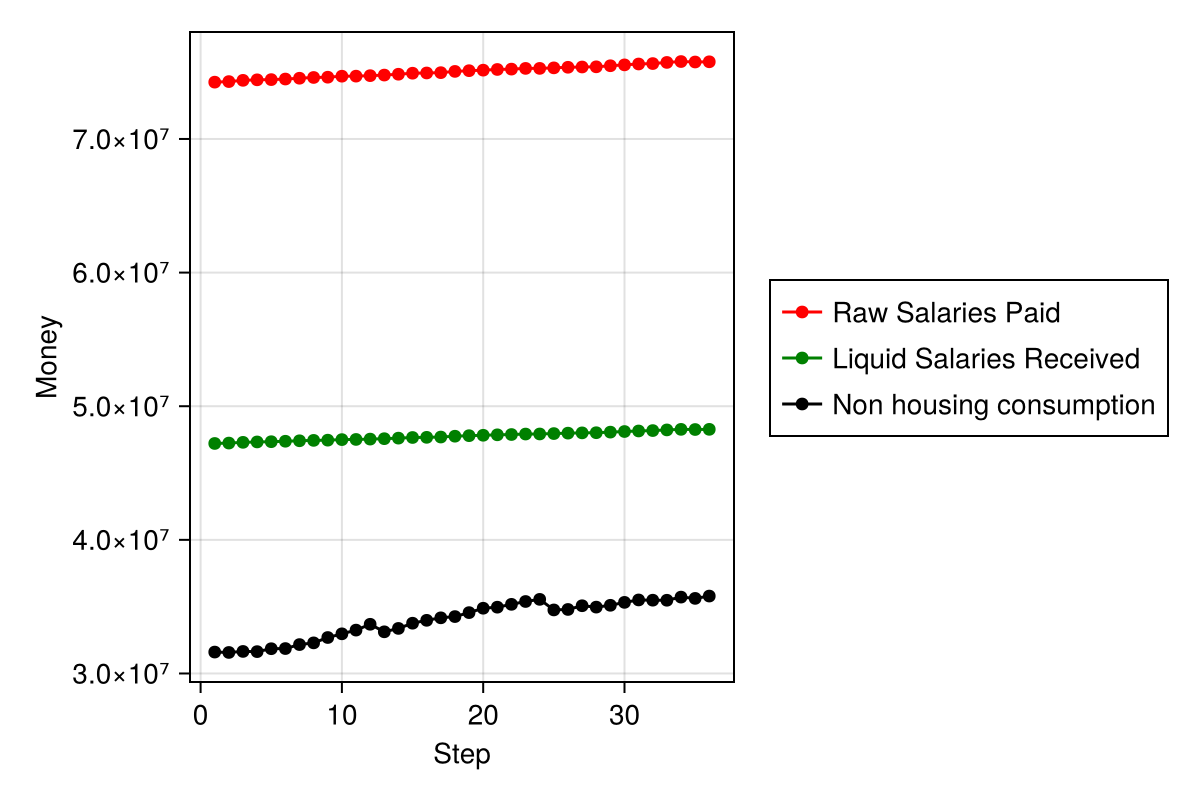 7.0×10⁷
6.0×10⁷
5.0×10⁷
4.0×10⁷
3.0×10⁷
Money
0 10 20 30
Step
Raw Salaries Paid
Liquid Salaries Received
Non housing consumption